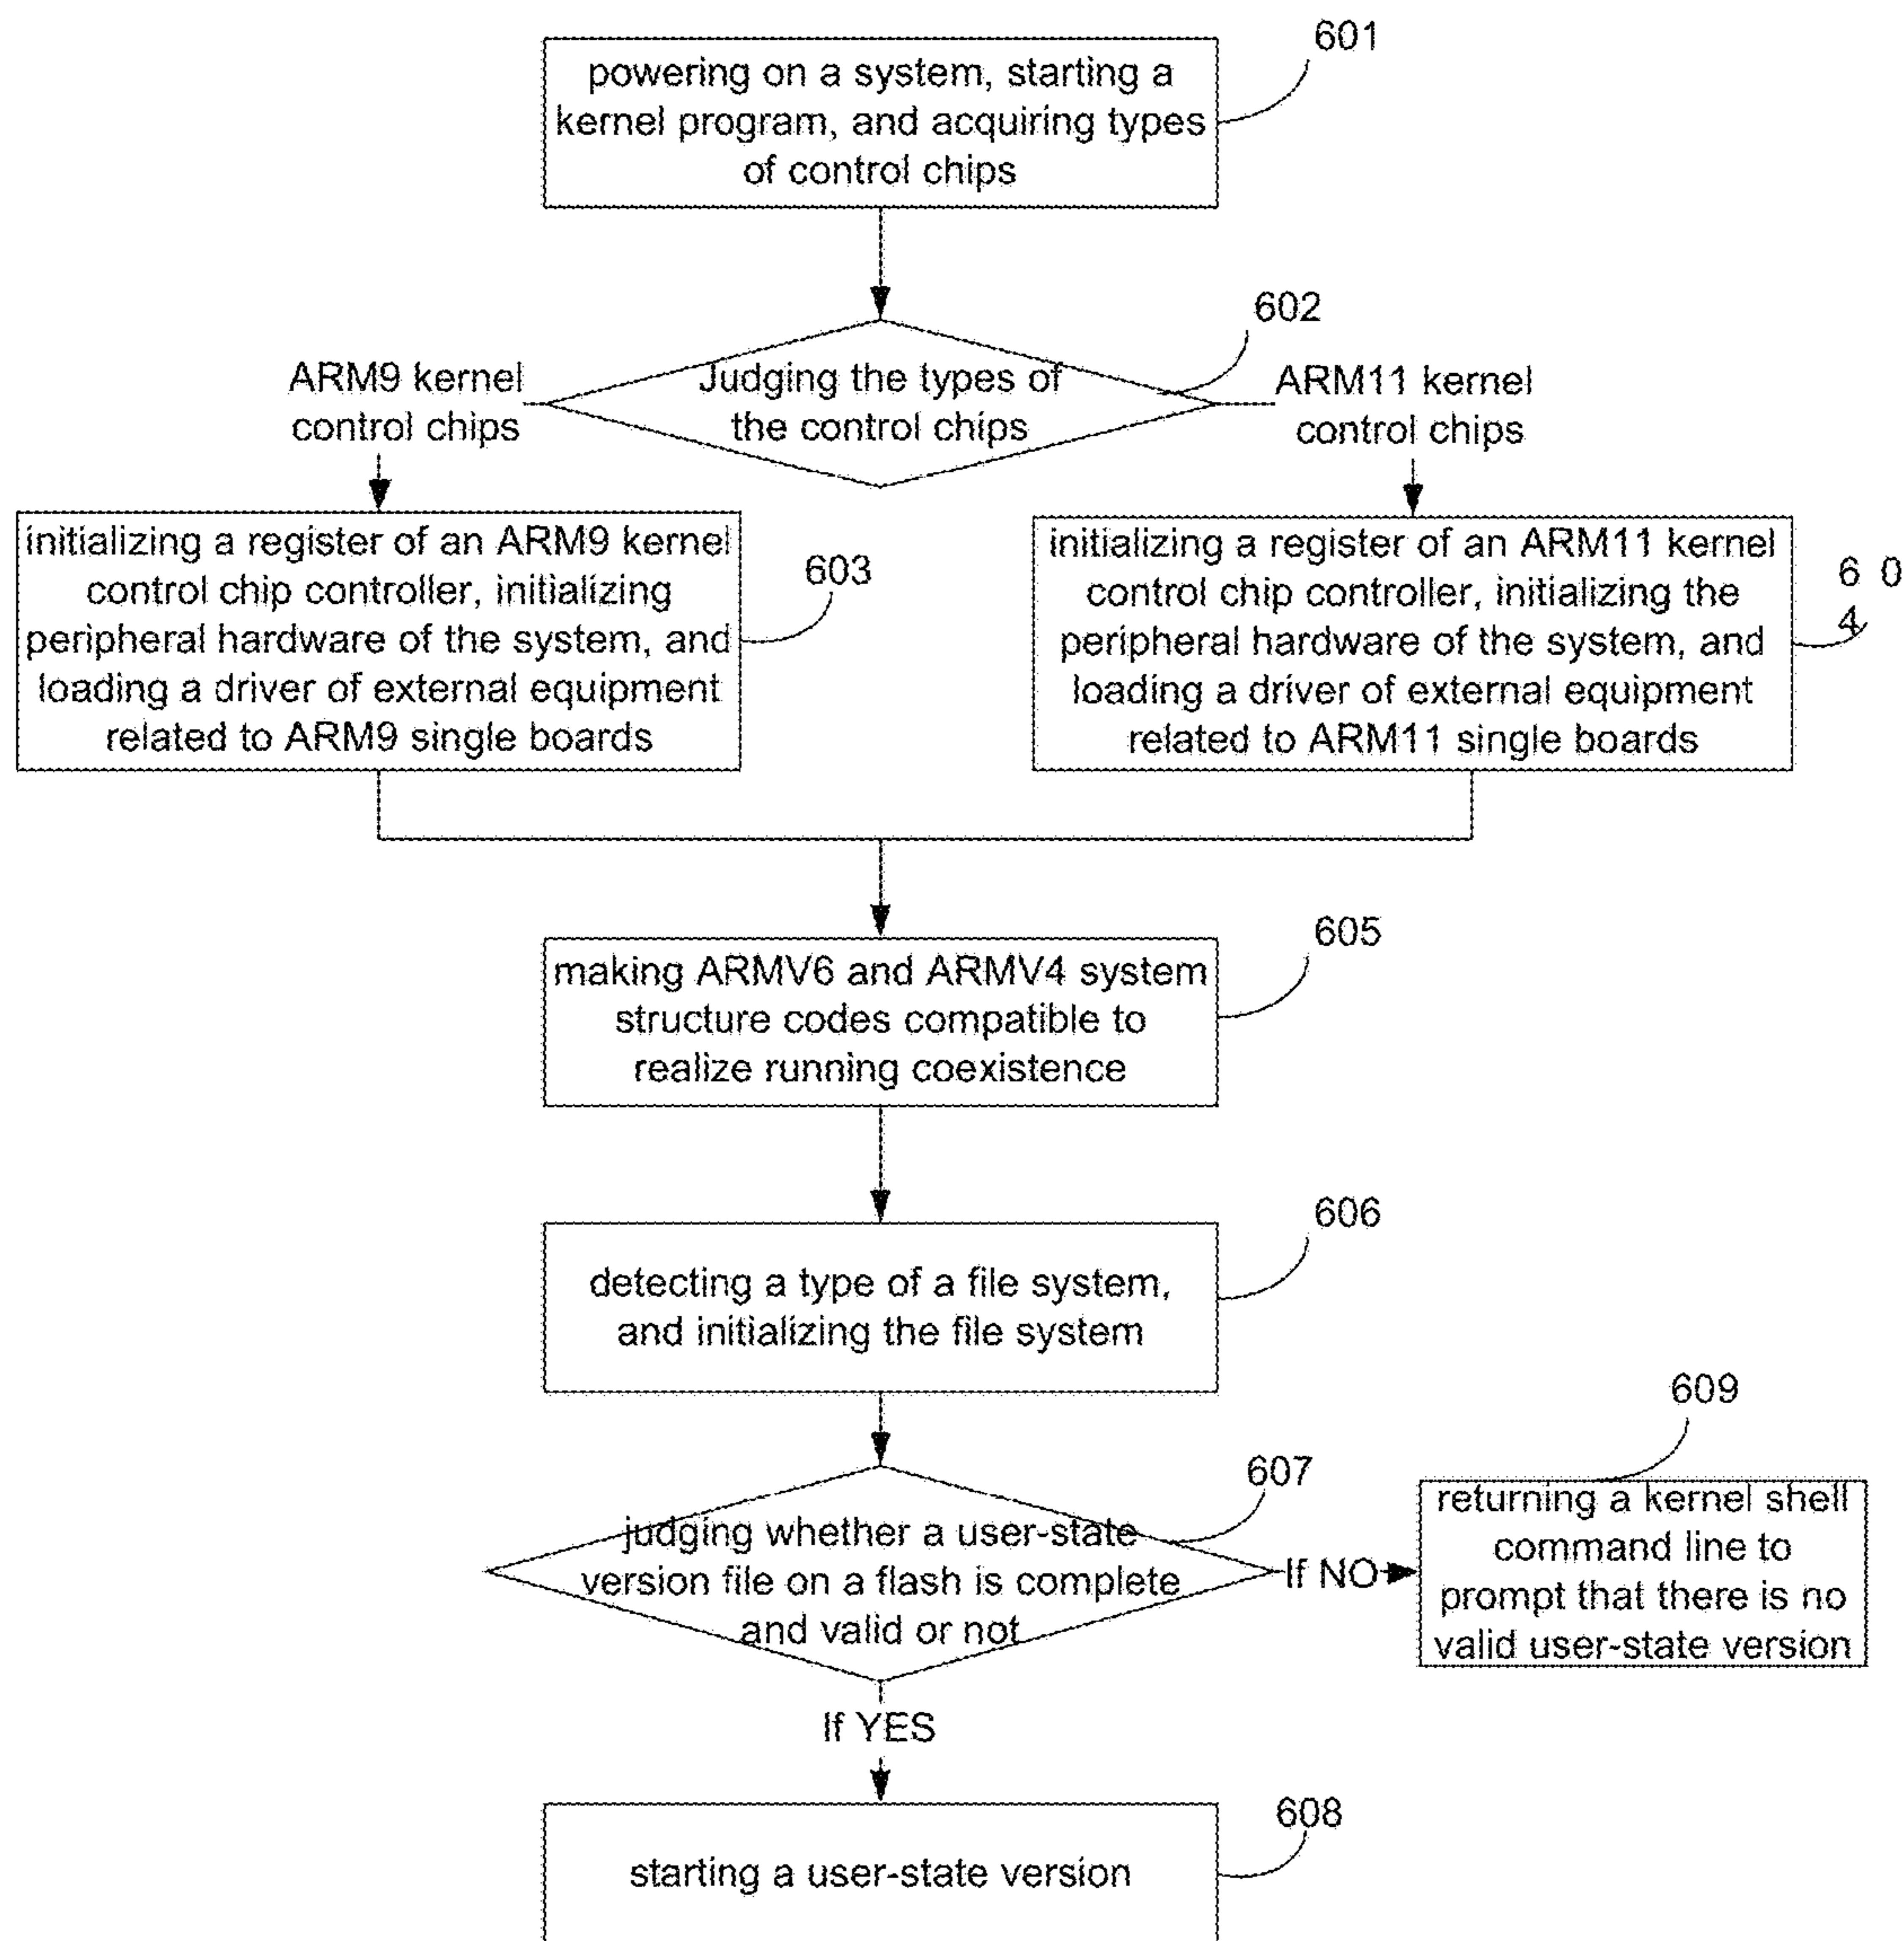 601
powering on a system, starting a
kernel program, and acquiring types
of control chips
602
Judging the types of
the control chips
ARM9 kernel
control chips
ARM11 kernel
control chips
initializing a register of an ARM9 kernel
control chip controller, initializing
peripheral hardware of the system, and
loading a driver of external equipment
related to ARM9 single boards
603
initializing a register of an ARM11 kernel
control chip controller, initializing the
peripheral hardware of the system, and
loading a driver of external equipment
related to ARM11 single boards
6 0
4
605
making ARMV6 and ARMV4 system
structure codes compatible to
realize running coexistence
606
detecting a type of a file system,
and initializing the file system
607
judging whether a user-state
version file on a flash is complete
and valid or not
If NO
609
returning a kernel shell
command line to
prompt that there is no
valid user-state version
If YES
608
starting a user-state version